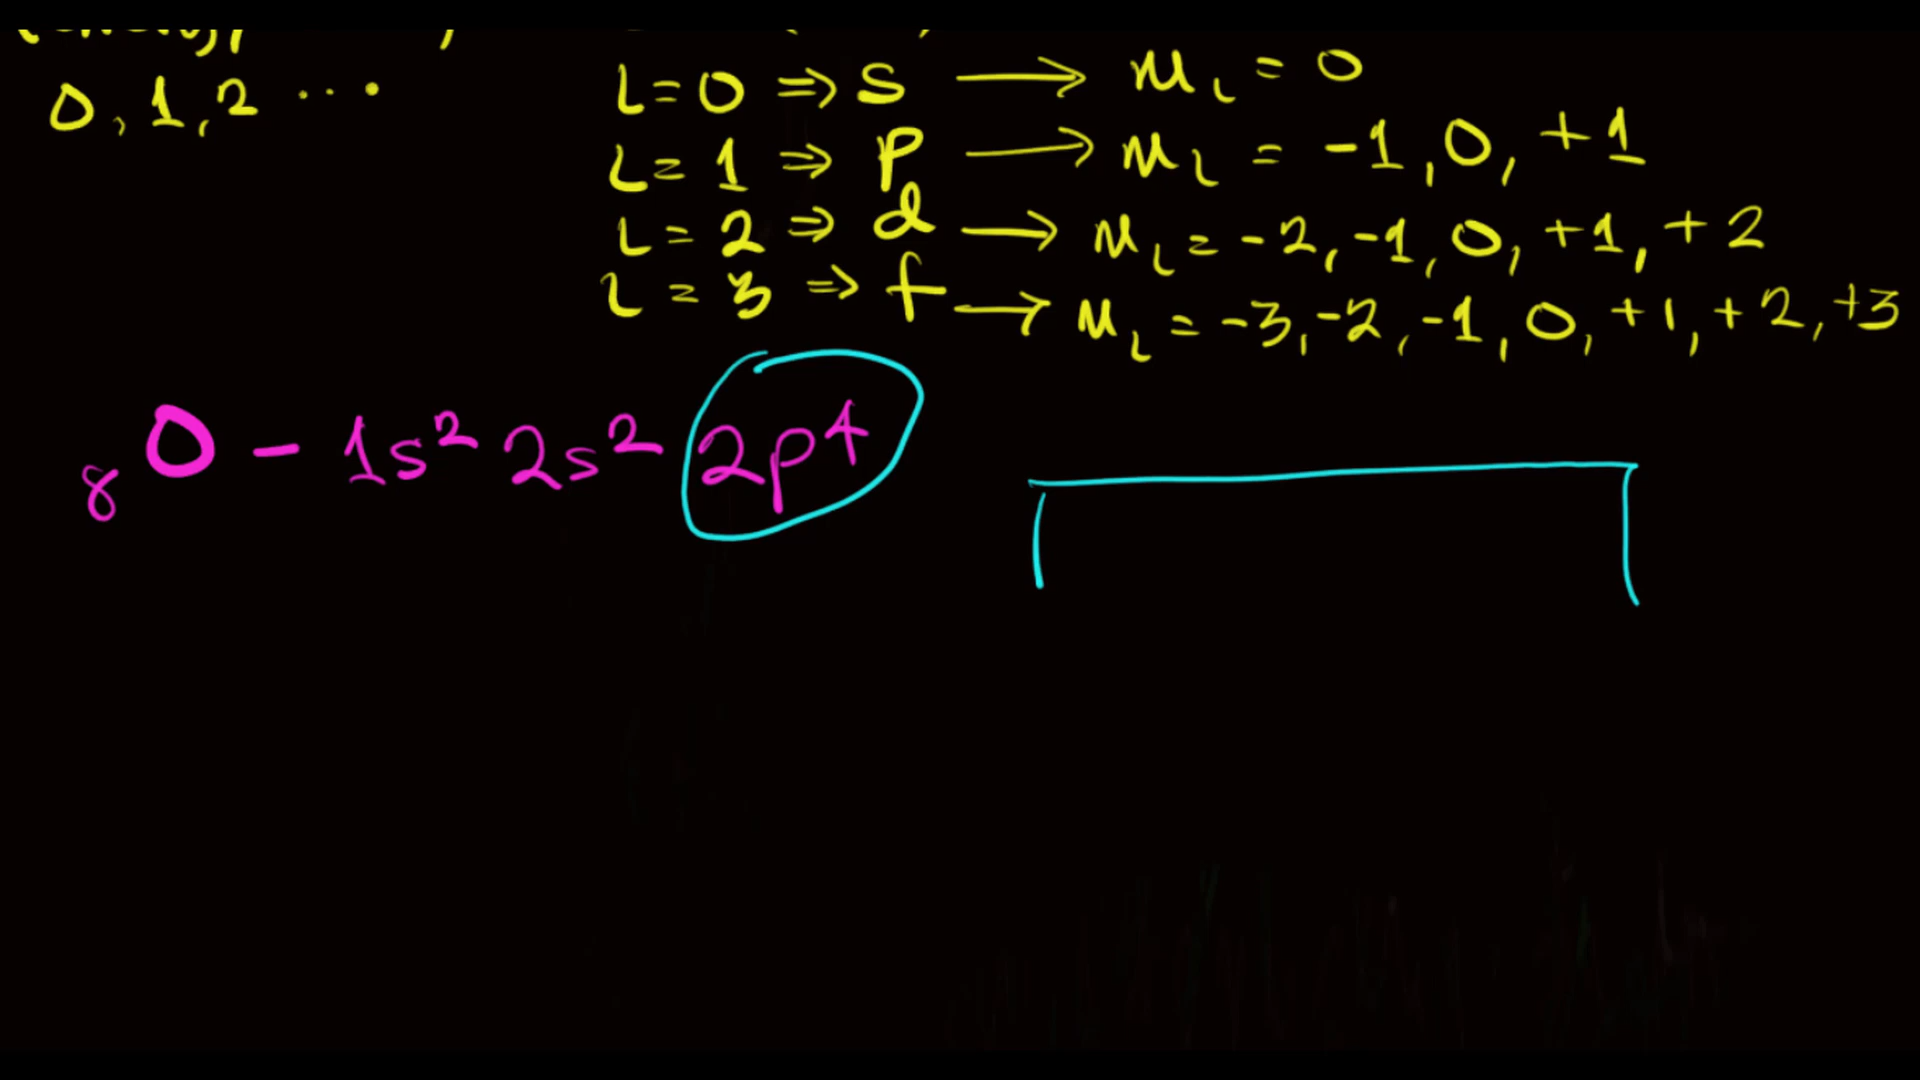 0, 1, 2 ...
L = 0 => s → m_L = 0
L = 1 => p → m_L = -1, 0, +1
L = 2 => d → m_L = -2, -1, 0, +1, +2
L = 3 => f → m_L = -3, -2, -1, 0, +1, +2, +3
₈O - 1s² 2s² 2p⁴